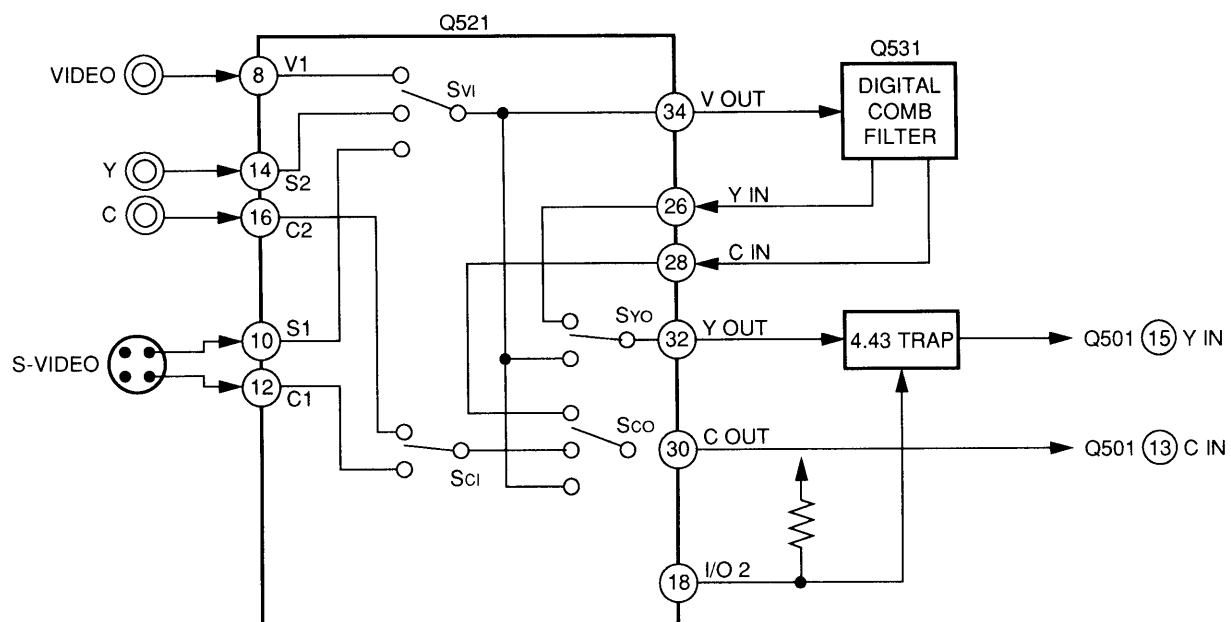 Q521
Q531
VIDEO
8
V1
SVI
34
V OUT
DIGITAL
COMB
FILTER
Y
14
S2
C
16
C2
26
Y IN
28
C IN
10
S1
S-VIDEO
12
C1
SYO
32
Y OUT
4.43 TRAP
Q501 15 Y IN
SCO
30
C OUT
Q501 13 C IN
SCI
18
I/O 2